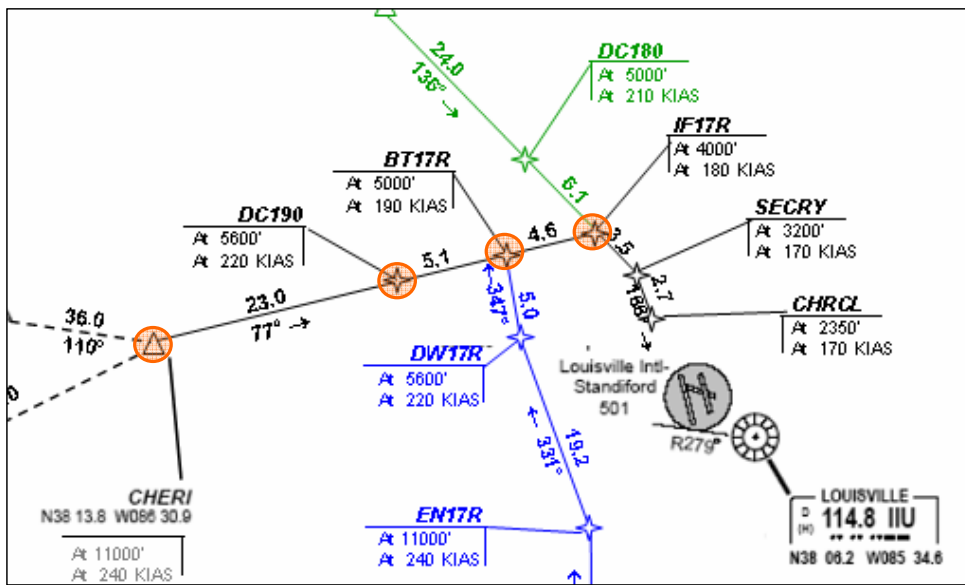 24.0
136°
DC180
At 5000'
At 210 KIAS
IF17R
At 4000'
At 180 KIAS
BT17R
At 5000'
At 190 KIAS
6.1
SECRY
At 3200'
At 170 KIAS
DC190
At 5600'
At 220 KIAS
4.6
3.5
5.1
2.7
23.0
77°
347°
5.0
CHRCL
At 2350'
At 170 KIAS
36.0
110°
DW17R
At 5600'
At 220 KIAS
Louisville Intl-
Standiford
501
R279°
19.2
331°
0
CHERI
N38 13.8 W086 30.9
At 11000'
At 240 KIAS
EN17R
At 11000'
At 240 KIAS
LOUISVILLE
D
(H)
114.8 IIU
N38 06.2 W085 34.6